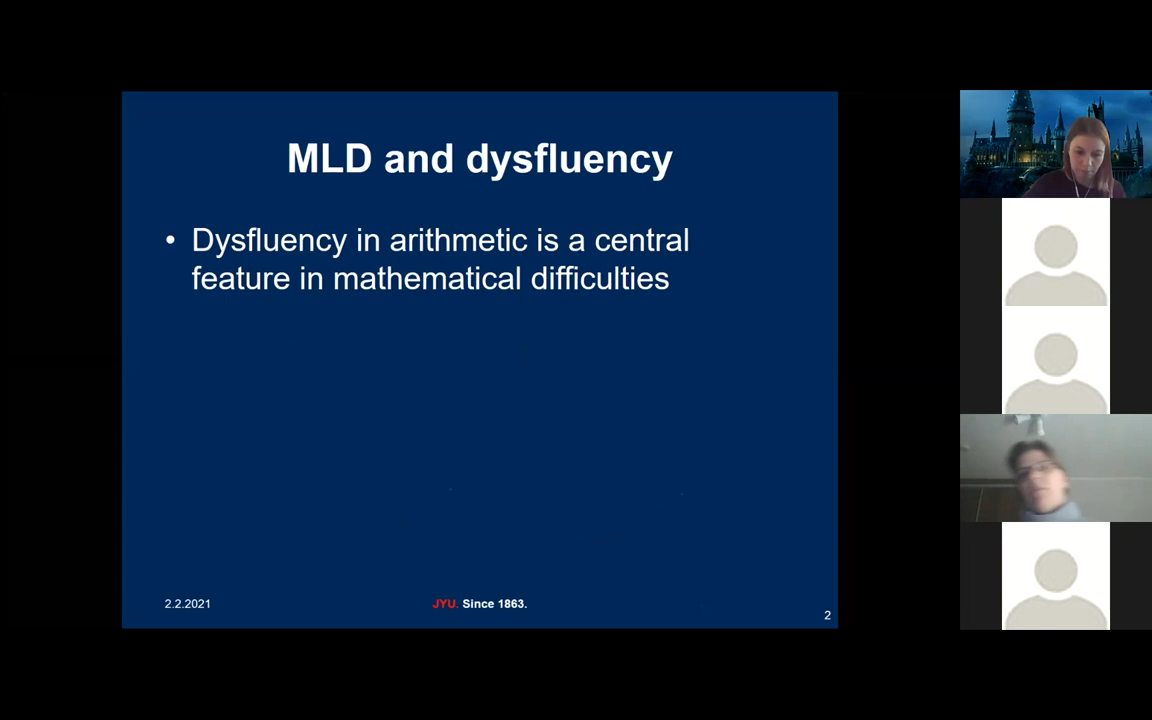 MLD and dysfluency
• Dysfluency in arithmetic is a central
feature in mathematical difficulties
2.2.2021
JYU. Since 1863.
2